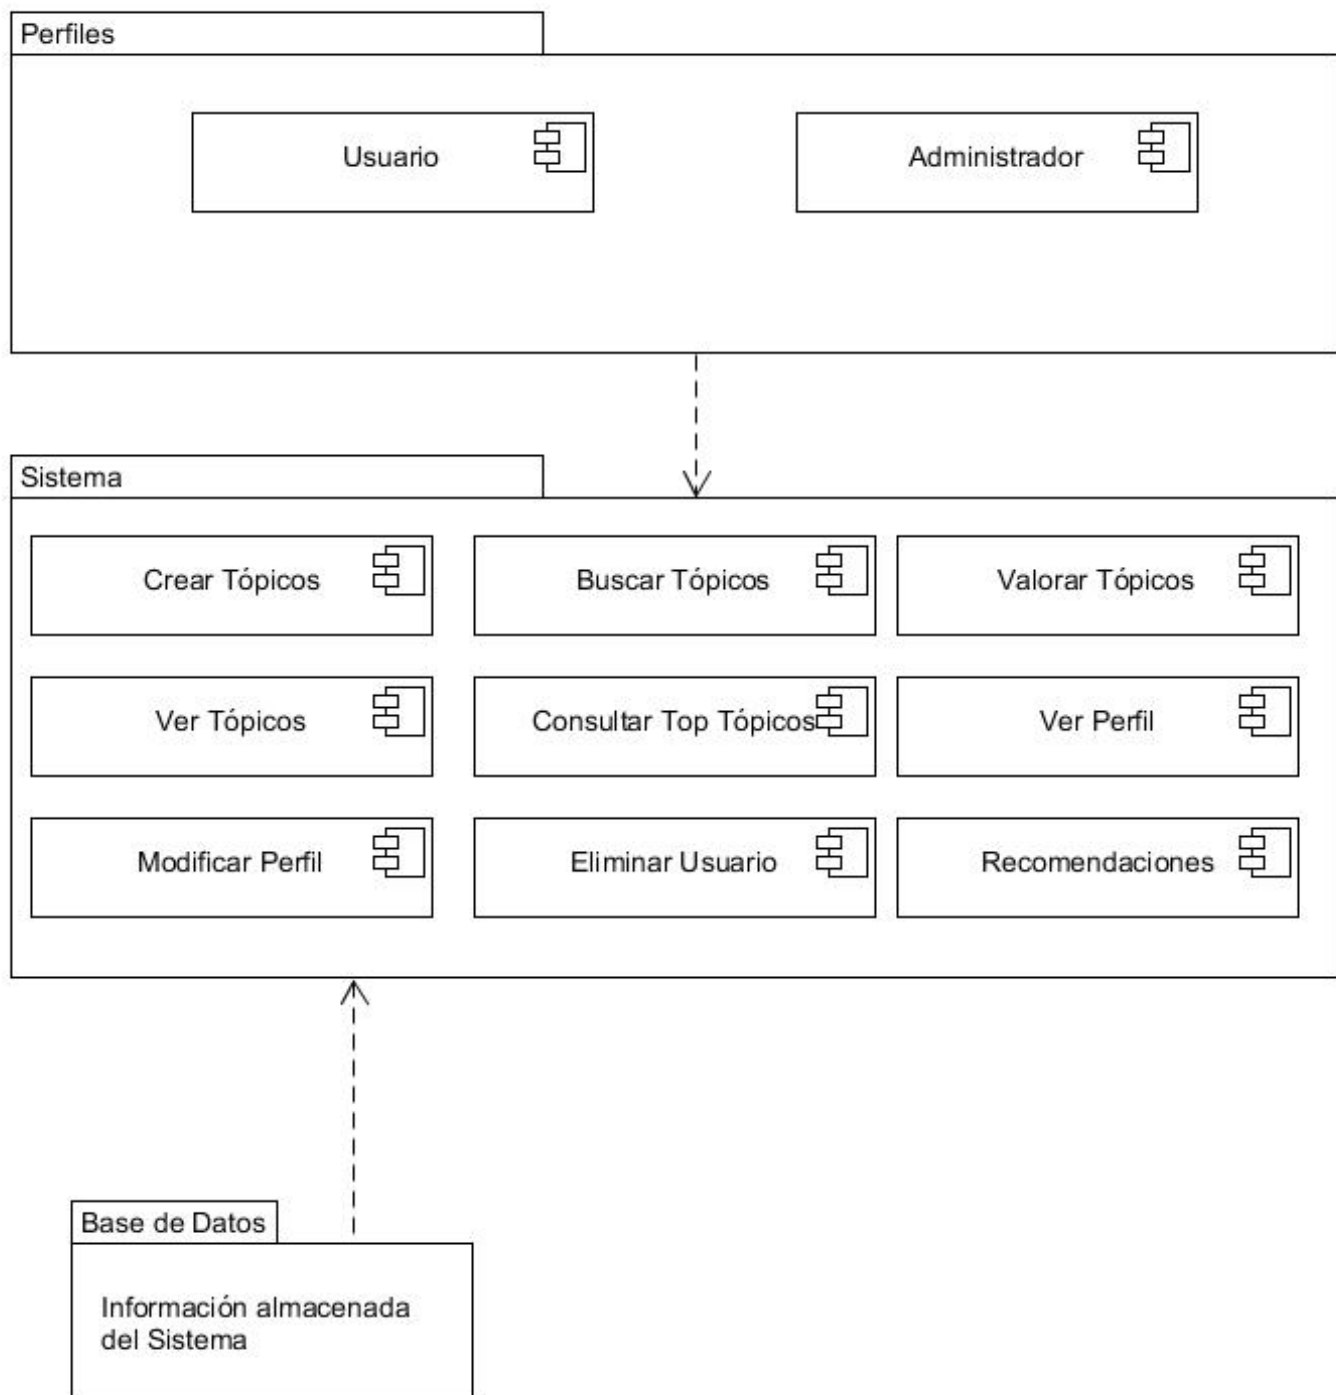 Perfiles
Usuario
Administrador
Sistema
Crear Tópicos
Buscar Tópicos
Valorar Tópicos
Ver Tópicos
Consultar Top Tópicos
Ver Perfil
Modificar Perfil
Eliminar Usuario
Recomendaciones
Base de Datos
Información almacenada
del Sistema